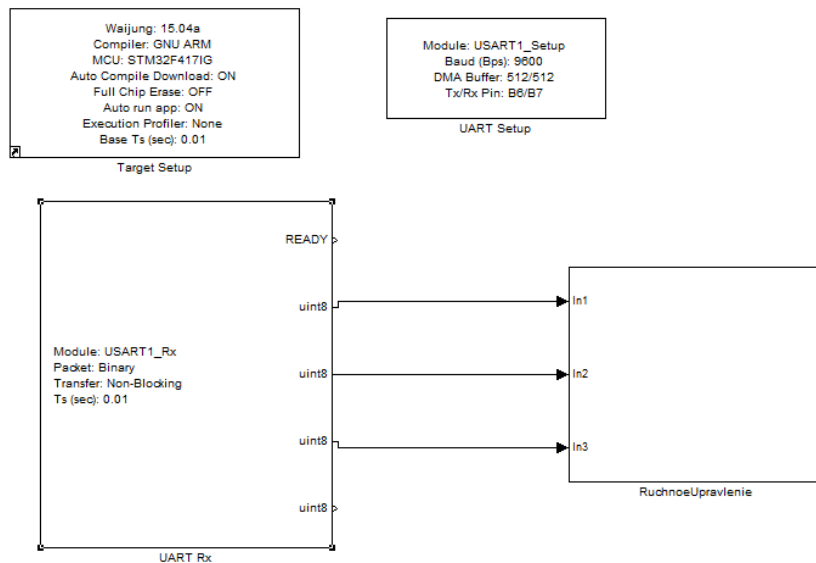 Waijung: 15.04a
Compiler: GNU ARM
MCU: STM32F417IG
Auto Compile Download: ON
Full Chip Erase: OFF
Auto run app: ON
Execution Profiler: None
Base Ts (sec): 0.01
Target Setup
Module: USART1_Setup
Baud (Bps): 9600
DMA Buffer: 512/512
Tx/Rx Pin: B6/B7
UART Setup
READY
uint8
Module: USART1_Rx
Packet: Binary
Transfer: Non-Blocking
Ts (sec): 0.01
uint8
uint8
uint8
UART Rx
In1
In2
In3
RuchnoeUpravlenie